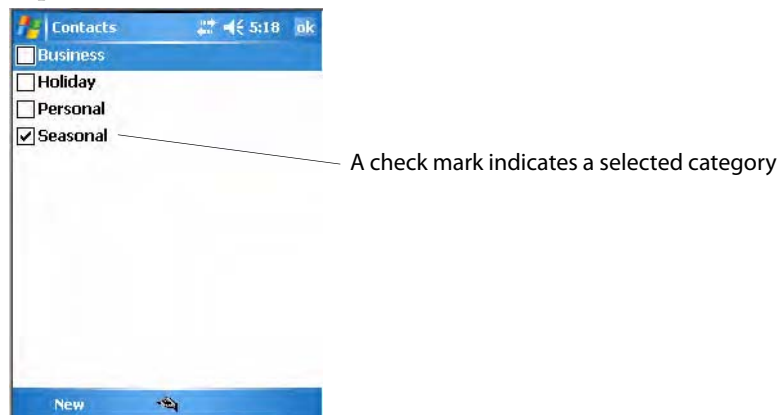 Contacts 5:18 ok
Business
Holiday
Personal
Seasonal
A check mark indicates a selected category
New